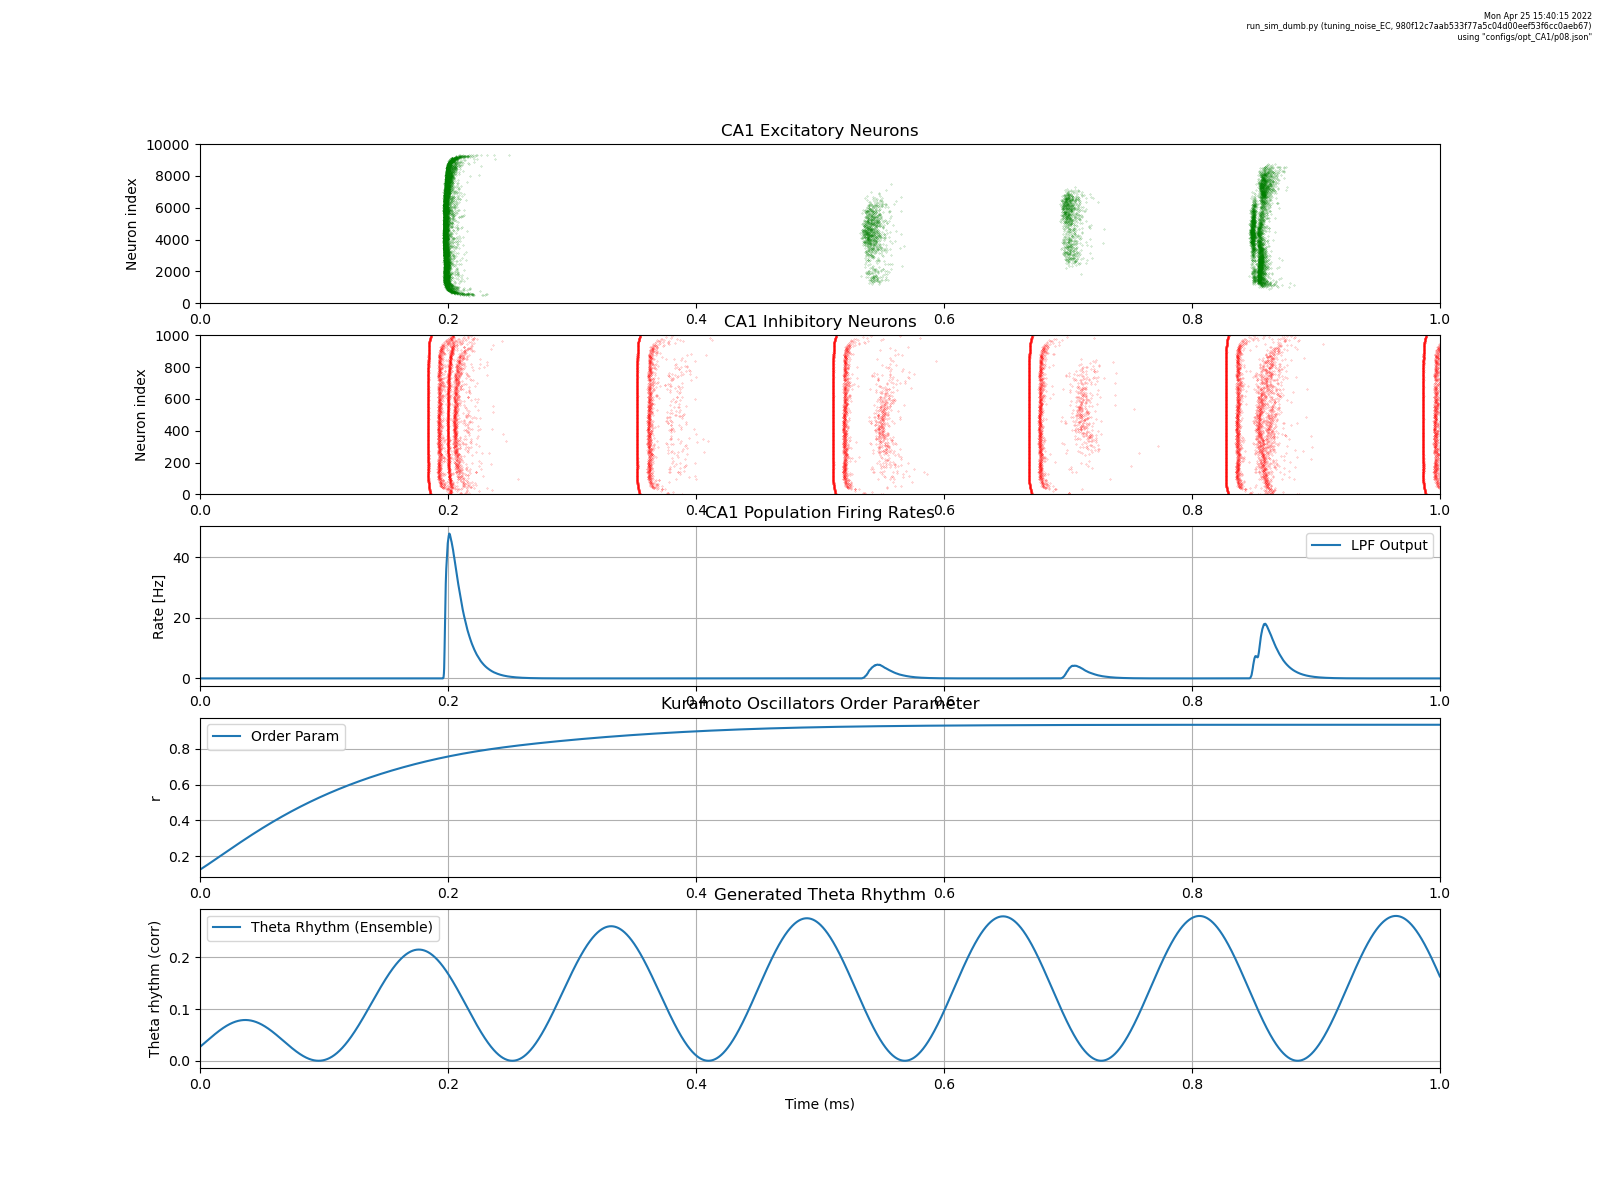 Mon Apr 25 15:40:15 2022
run_sim_dumb.py (tuning_noise_EC, 980f12c7aab533f77a5c04d00eef53f6cc0aeb67)
using "configs/opt_CA1/p08.json"
CA1 Excitatory Neurons
Neuron index
10000
8000
6000
4000
2000
0
0.0 0.2 0.4 0.6 0.8 1.0
CA1 Inhibitory Neurons
Neuron index
1000
800
600
400
200
0
0.0 0.2 0.4 0.6 0.8 1.0
CA1 Population Firing Rates
Rate [Hz]
40
20
0
LPF Output
0.0 0.2 0.4 0.6 0.8 1.0
Kuramoto Oscillators Order Parameter
r
0.8
0.6
0.4
0.2
Order Param
0.0 0.2 0.4 0.6 0.8 1.0
Generated Theta Rhythm
Theta rhythm (corr)
0.2
0.1
0.0
Theta Rhythm (Ensemble)
0.0 0.2 0.4 0.6 0.8 1.0
Time (ms)